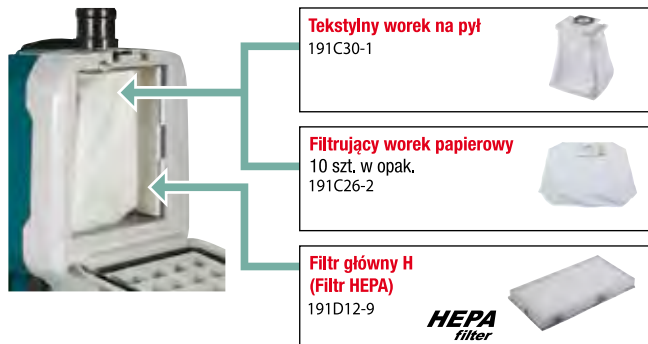 Tekstylny worek na pył
191C30-1
Filtrujący worek papierowy
10 szt. w opak.
191C26-2
Filtr główny H
(Filtr HEPA)
191D12-9
HEPA
filter